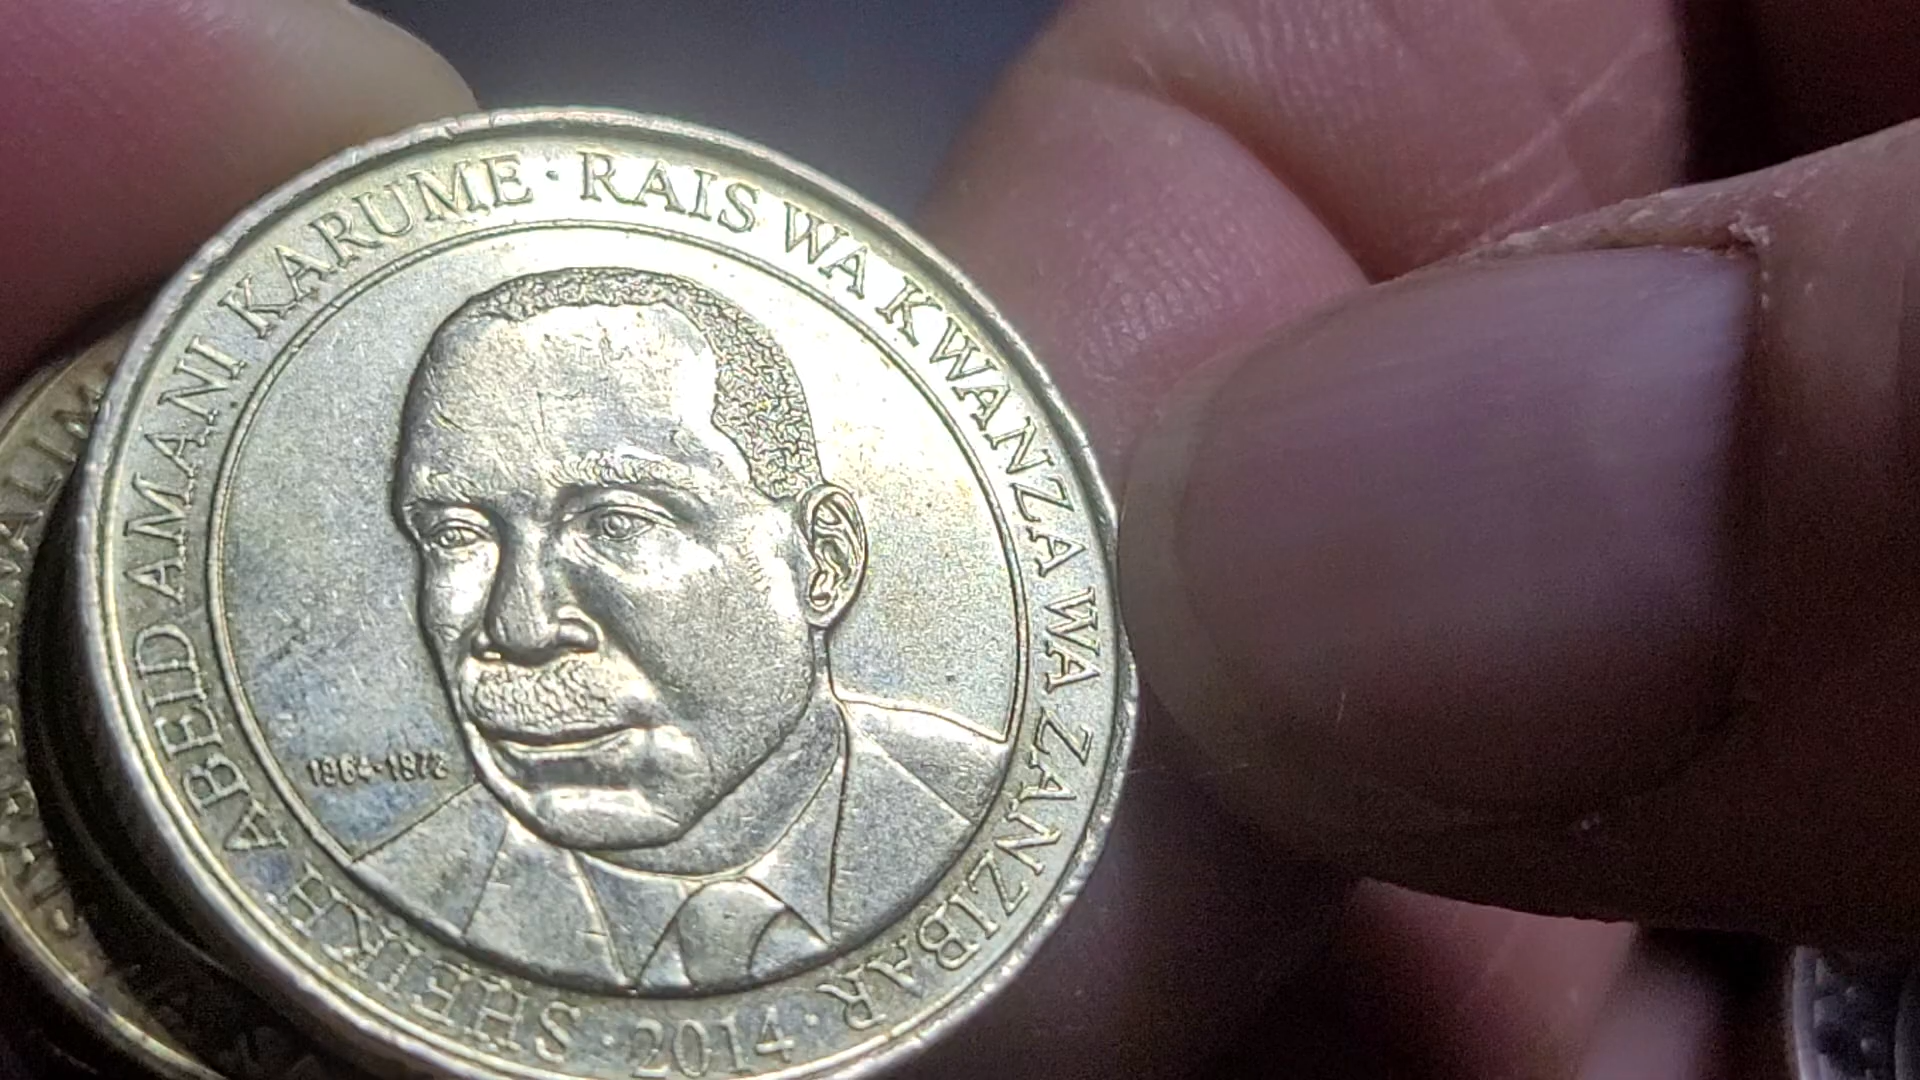 SHEIKH ABEID AMANI KARUME · RAIS WA KWANZA WA ZANZIBAR · 2014 ·
1964-1972